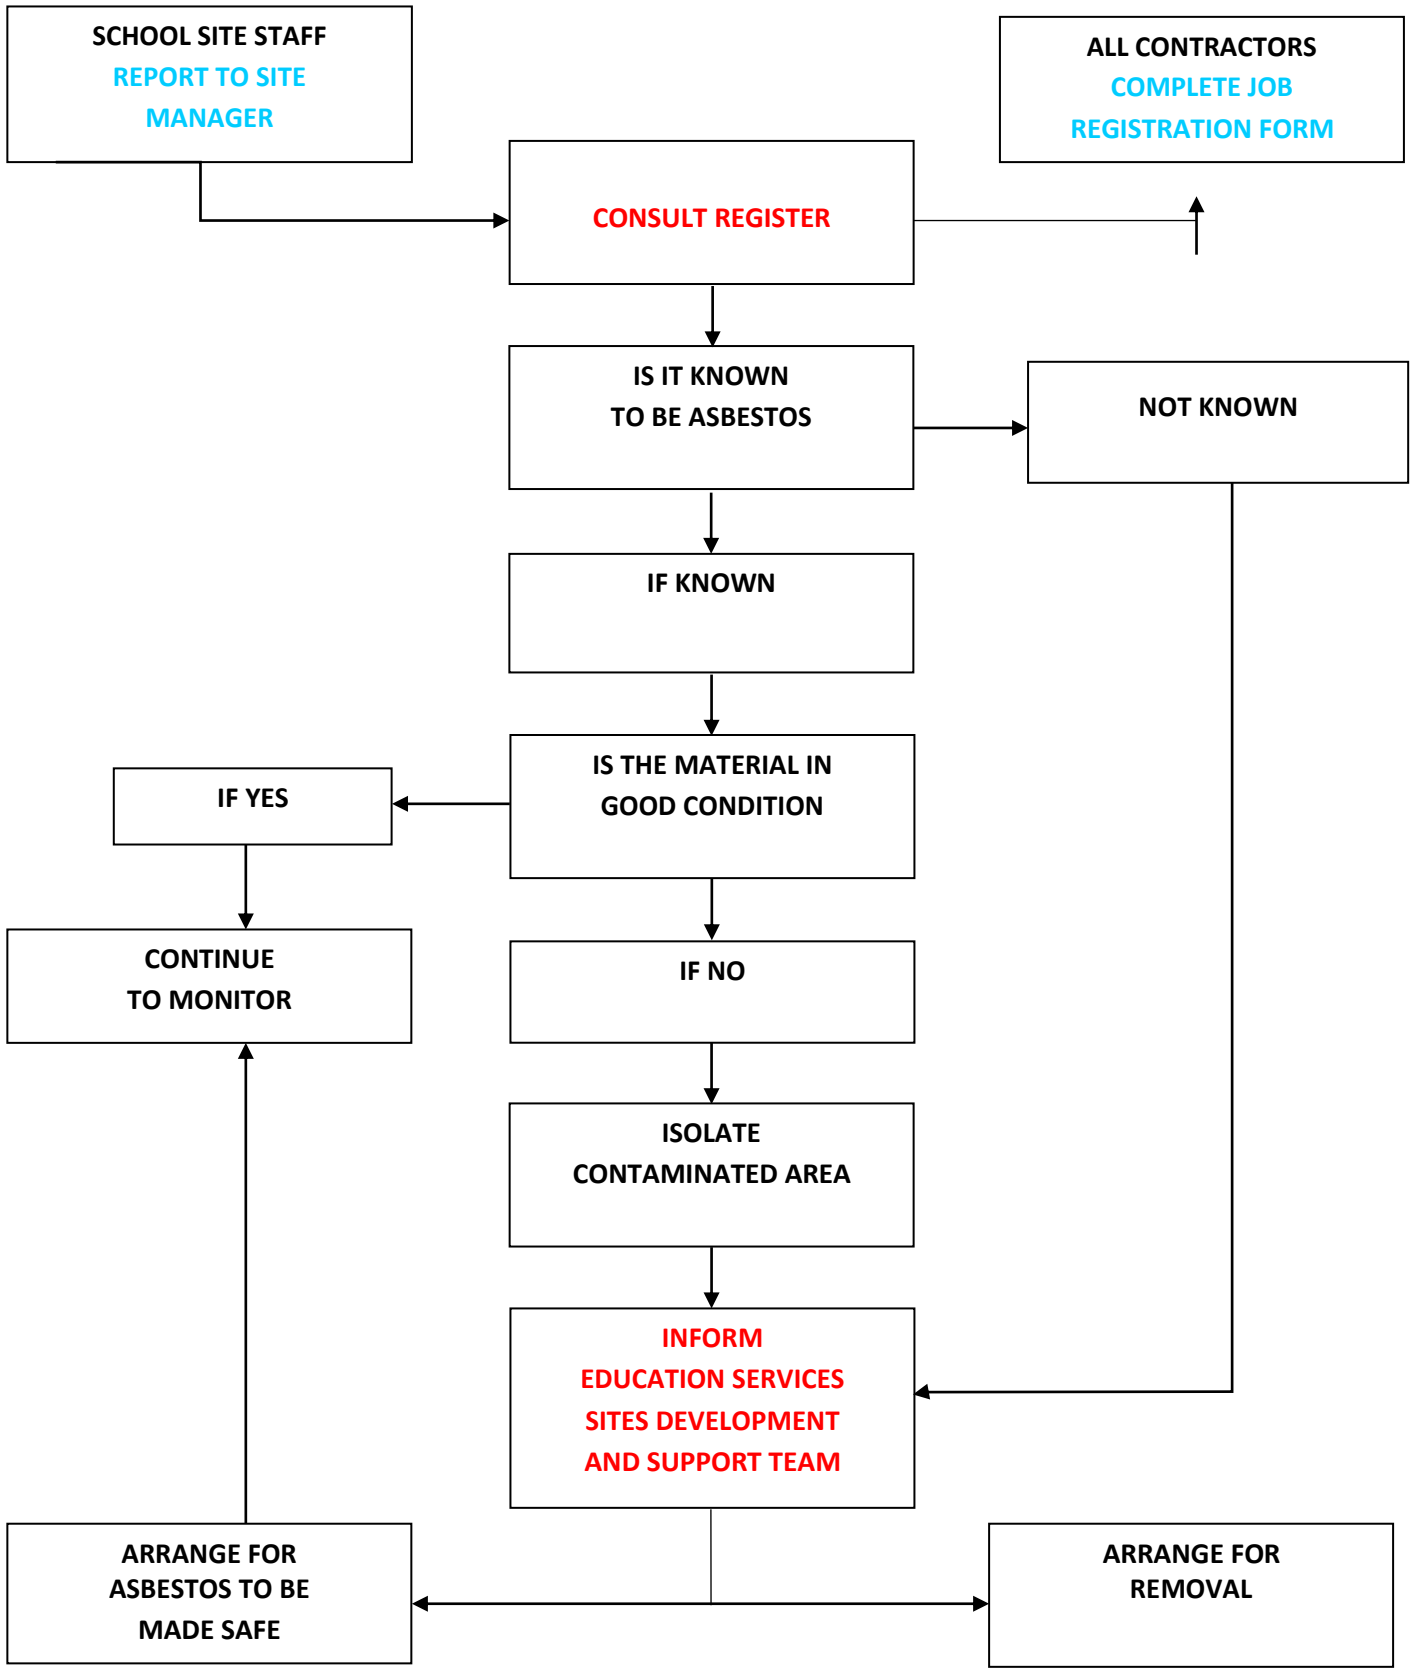 SCHOOL SITE STAFF
REPORT TO SITE
MANAGER
ALL CONTRACTORS
COMPLETE JOB
REGISTRATION FORM
CONSULT REGISTER
IS IT KNOWN
TO BE ASBESTOS
NOT KNOWN
IF KNOWN
IS THE MATERIAL IN
GOOD CONDITION
IF YES
CONTINUE
TO MONITOR
IF NO
ISOLATE
CONTAMINATED AREA
INFORM
EDUCATION SERVICES
SITES DEVELOPMENT
AND SUPPORT TEAM
ARRANGE FOR
ASBESTOS TO BE
MADE SAFE
ARRANGE FOR
REMOVAL